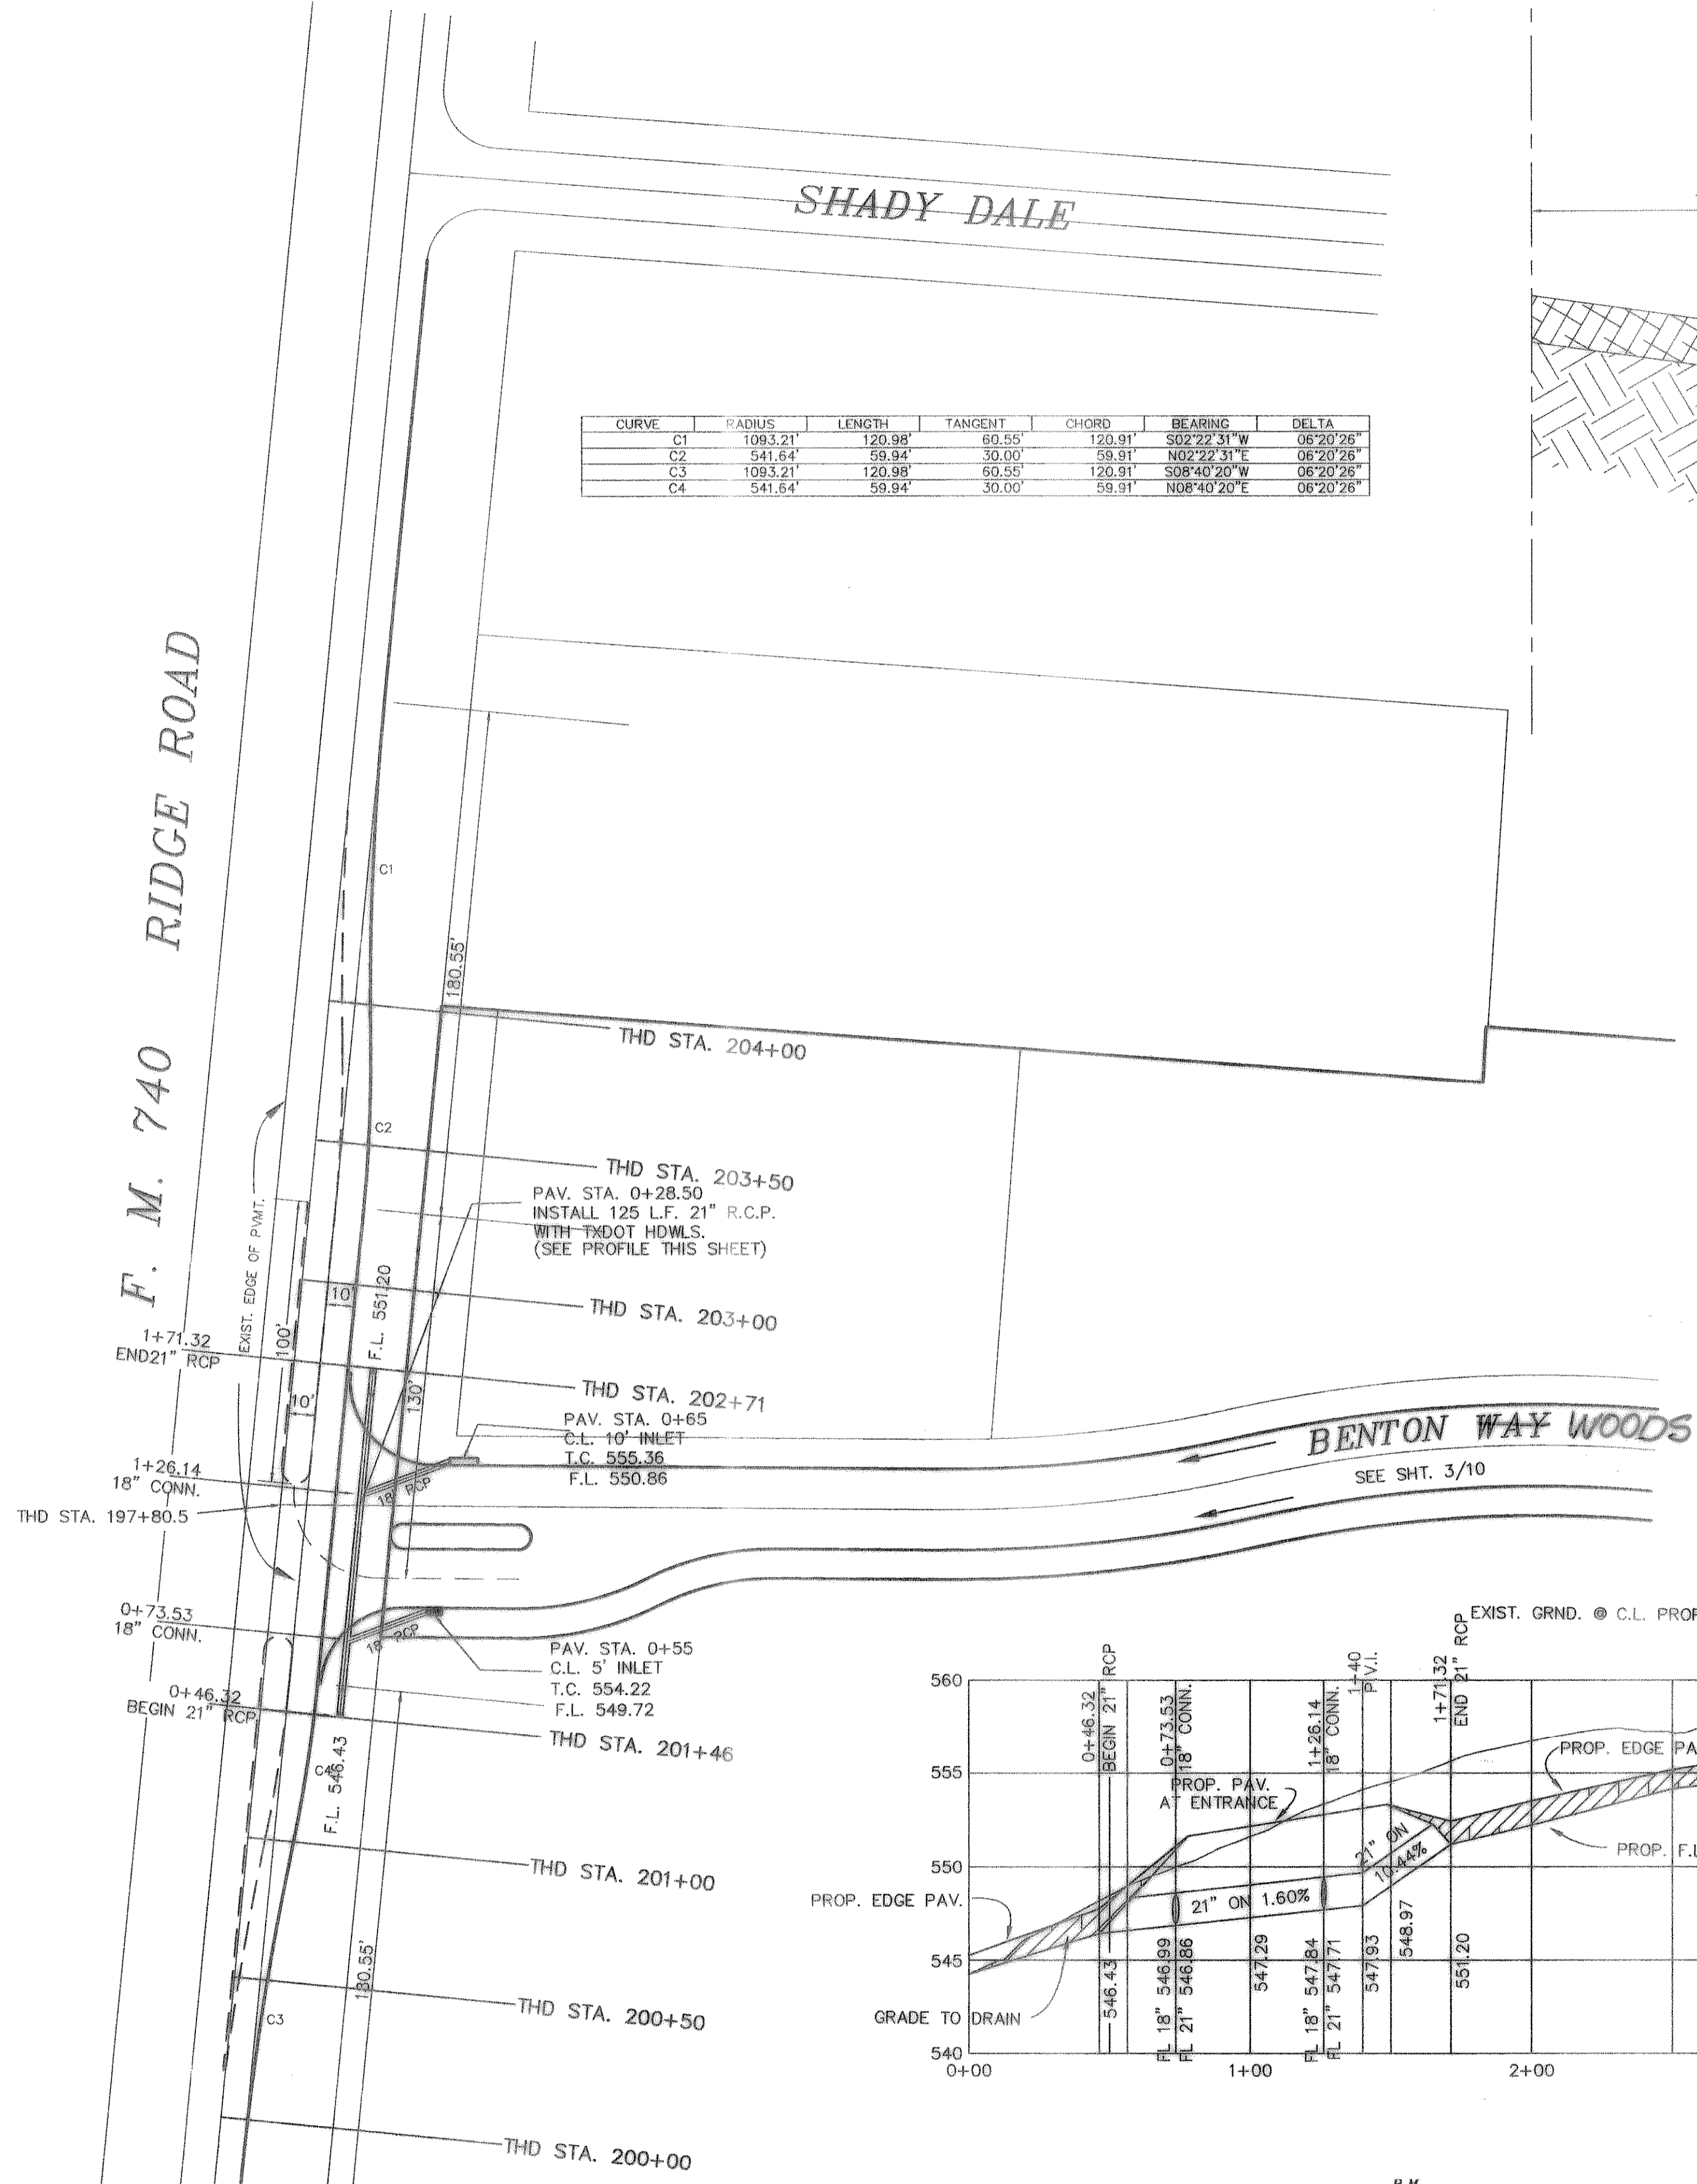 SHADY DALE
CURVE RADIUS LENGTH TANGENT CHORD BEARING DELTA
C1 1093.21' 120.98' 60.55' 120.91' S02°22'31"W 06°20'26"
C2 541.64' 59.94' 30.00' 59.91' N02°22'31"E 06°20'26"
C3 1093.21' 120.98' 60.55' 120.91' S08°40'20"W 06°20'26"
C4 541.64' 59.94' 30.00' 59.91' N08°40'20"E 06°20'26"
F. M. 740 RIDGE ROAD
C1
180.55'
THD STA. 204+00
C2
THD STA. 203+50
PAV. STA. 0+28.50
INSTALL 125 L.F. 21" R.C.P.
WITH TXDOT HDWLS.
(SEE PROFILE THIS SHEET)
EXIST. EDGE OF PVMT.
10'
F.L. 551.20
THD STA. 203+00
1+71.32
END21" RCP
100'
THD STA. 202+71
130'
10'
PAV. STA. 0+65
C.L. 10' INLET
T.C. 555.36
F.L. 550.86
BENTON WAY WOODS
SEE SHT. 3/10
1+26.14
18" CONN.
18" RCP
THD STA. 197+80.5
0+73.53
18" CONN.
18" RCP
PAV. STA. 0+55
C.L. 5' INLET
T.C. 554.22
F.L. 549.72
0+46.32
BEGIN 21" RCP
THD STA. 201+46
C4
F.L. 546.43
THD STA. 201+00
180.55'
THD STA. 200+50
C3
THD STA. 200+00
EXIST. GRND. @ C.L. PROP
560
555
550
545
540
0+46.32
BEGIN 21" RCP
0+73.53
18" CONN.
1+26.14
18" CONN.
1+40
P.V.I.
1+71.32
END 21" RCP
PROP. PAV.
AT ENTRANCE
PROP. EDGE PA
21" ON
10.44%
PROP. F.L
PROP. EDGE PAV.
21" ON 1.60%
GRADE TO DRAIN
546.43
FL 18" 546.99
FL 21" 546.86
547.29
FL 18" 547.84
FL 21" 547.71
547.93
548.97
551.20
0+00
1+00
2+00